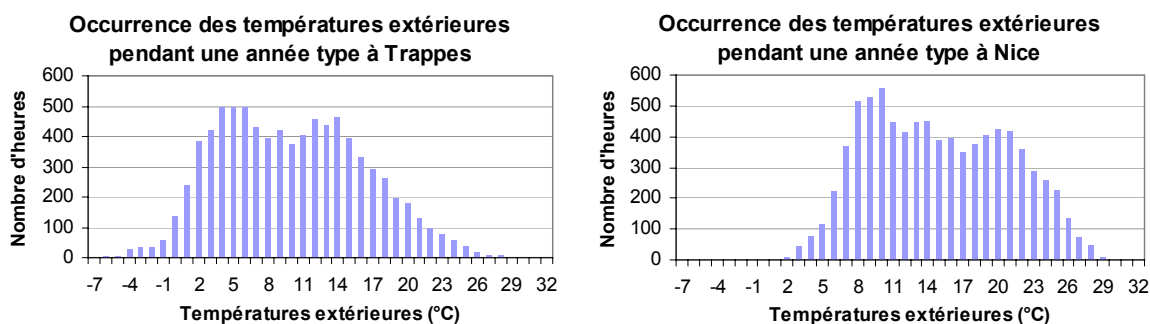 Occurrence des températures extérieures
pendant une année type à Trappes
600
500
400
300
200
100
0
Nombre d'heures
-7 -4 -1 2 5 8 11 14 17 20 23 26 29 32
Températures extérieures (°C)
Occurrence des températures extérieures
pendant une année type à Nice
600
500
400
300
200
100
0
Nombre d'heures
-7 -4 -1 2 5 8 11 14 17 20 23 26 29 32
Températures extérieures (°C)